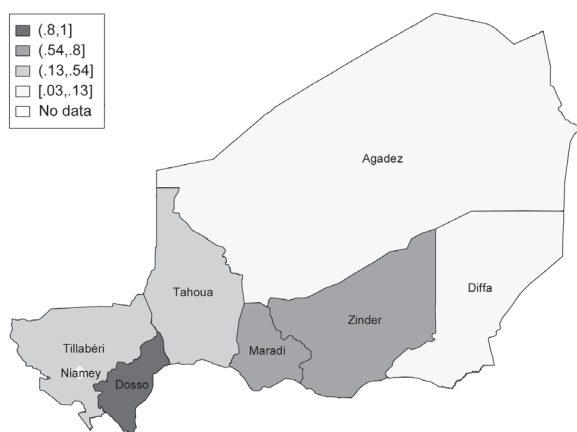 (.8,1]
(.54,.8]
(.13,.54]
[.03,.13]
No data
Agadez
Diffa
Tahoua
Zinder
Maradi
Tillabéri
Niamey
Dosso